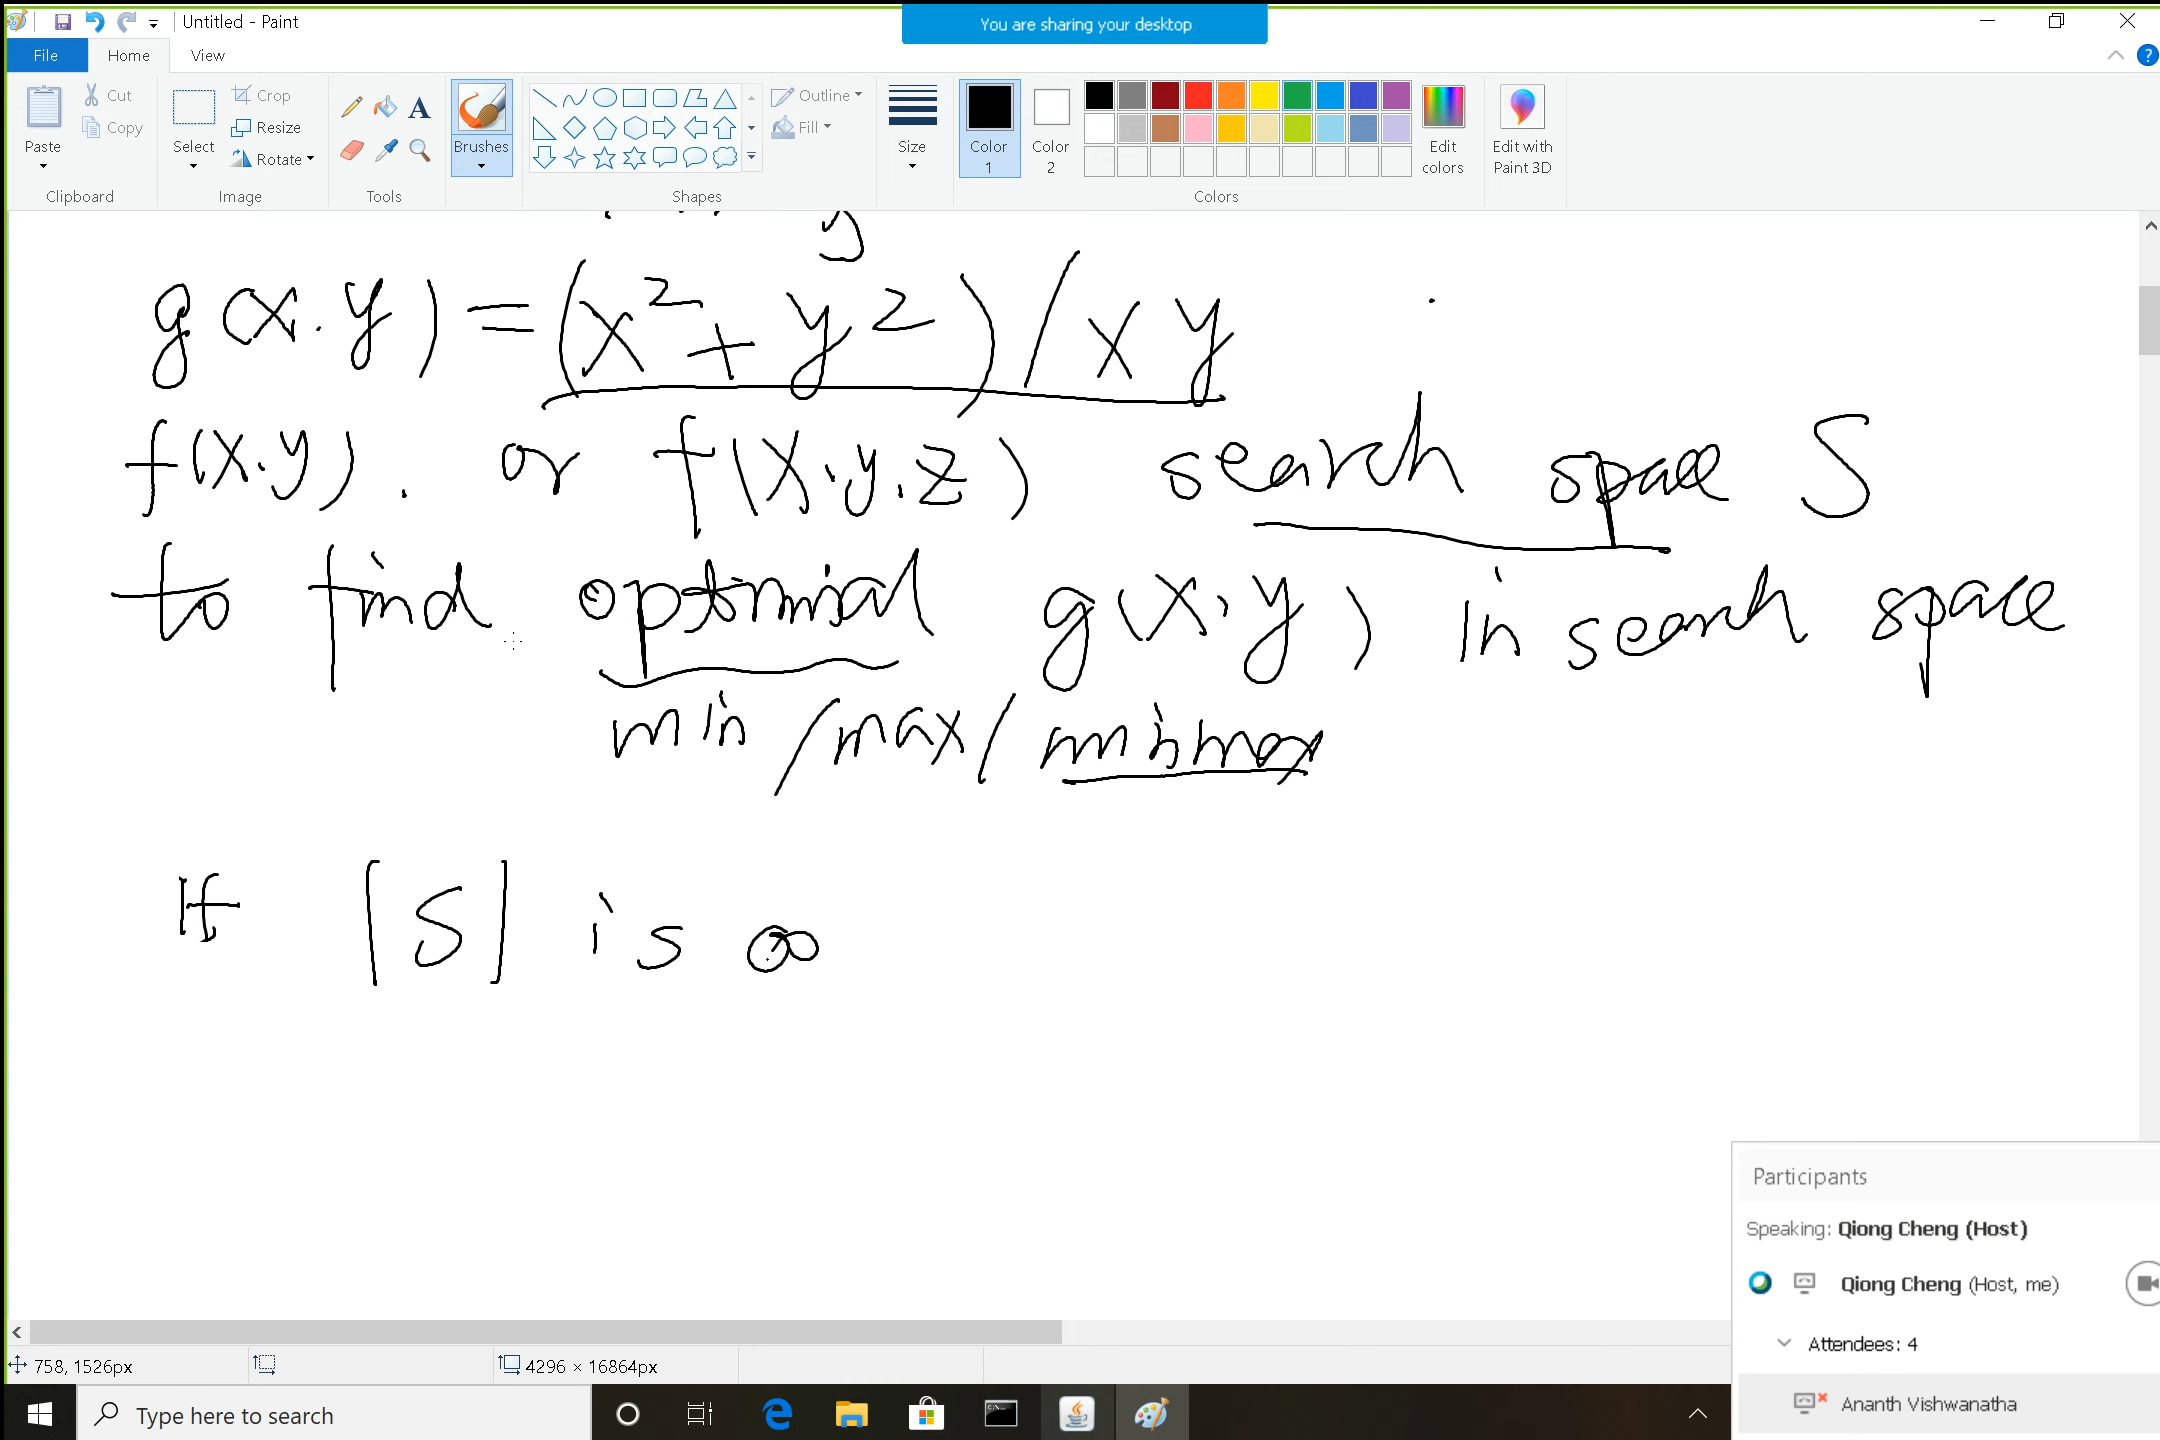 Untitled - Paint
You are sharing your desktop
File Home View
Paste
Cut
Copy
Clipboard
Select
Crop
Resize
Rotate
Image
A
Tools
Brushes
Shapes
Outline
Fill
Size
Color 1
Color 2
Edit colors
Colors
Edit with Paint 3D
y
g(x.y) = (x²+y²)/xy
f(x.y). or f(x.y.z) search space S
to find optimal g(x.y) in search space
min/max/minmax
If |S| is ∞
Participants
Speaking: Qiong Cheng (Host)
Qiong Cheng (Host, me)
Attendees: 4
Ananth Vishwanatha
758, 1526px
4296 × 16864px
Type here to search